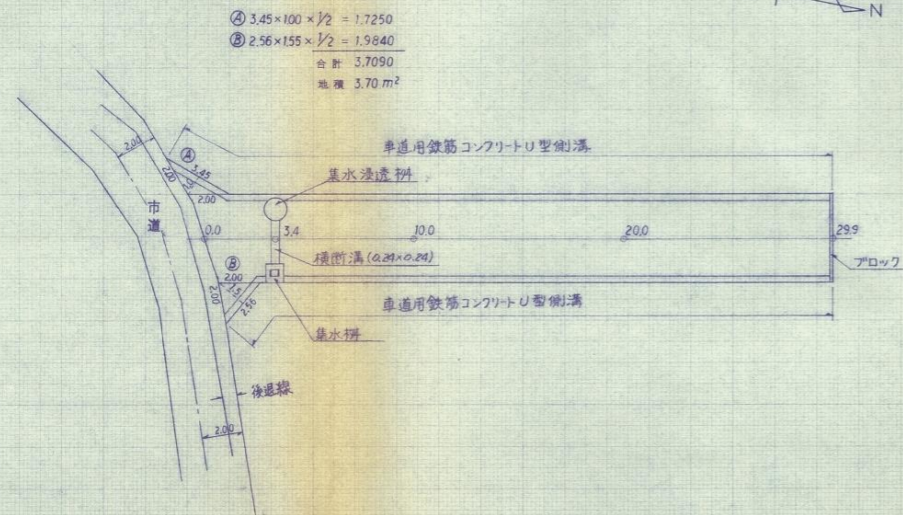 Ⓐ 3.45×1.00×1/2 = 1.7250
Ⓑ 2.56×1.55×1/2 = 1.9840
合計 3.7090
地積 3.70 m²
N
車道用鉄筋コンクリートU型側溝
2.00
Ⓐ
3.45
2.00
2.00
集水浸透桝
市道
0.0
3.4
10.0
20.0
29.9
横断溝(0.24×0.24)
ブロック
Ⓑ
2.00
2.00
2.56
車道用鉄筋コンクリートU型側溝
集水桝
後退線
2.00